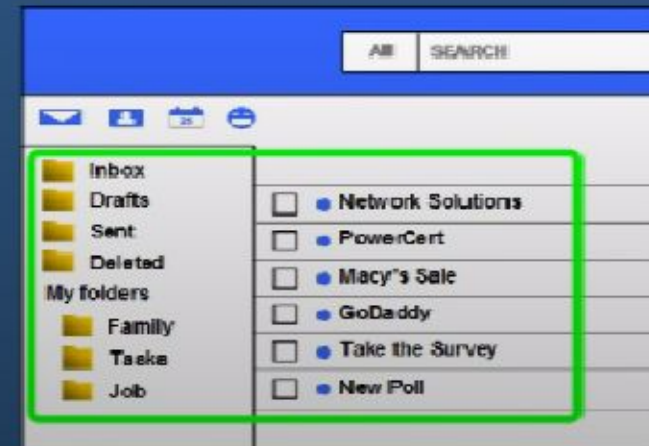 All SEARCH
25
Inbox
Drafts
Sent
Deleted
My folders
Family
Tasks
Job
Network Solutions
PowerCert
Macy's Sale
GoDaddy
Take the Survey
New Poll